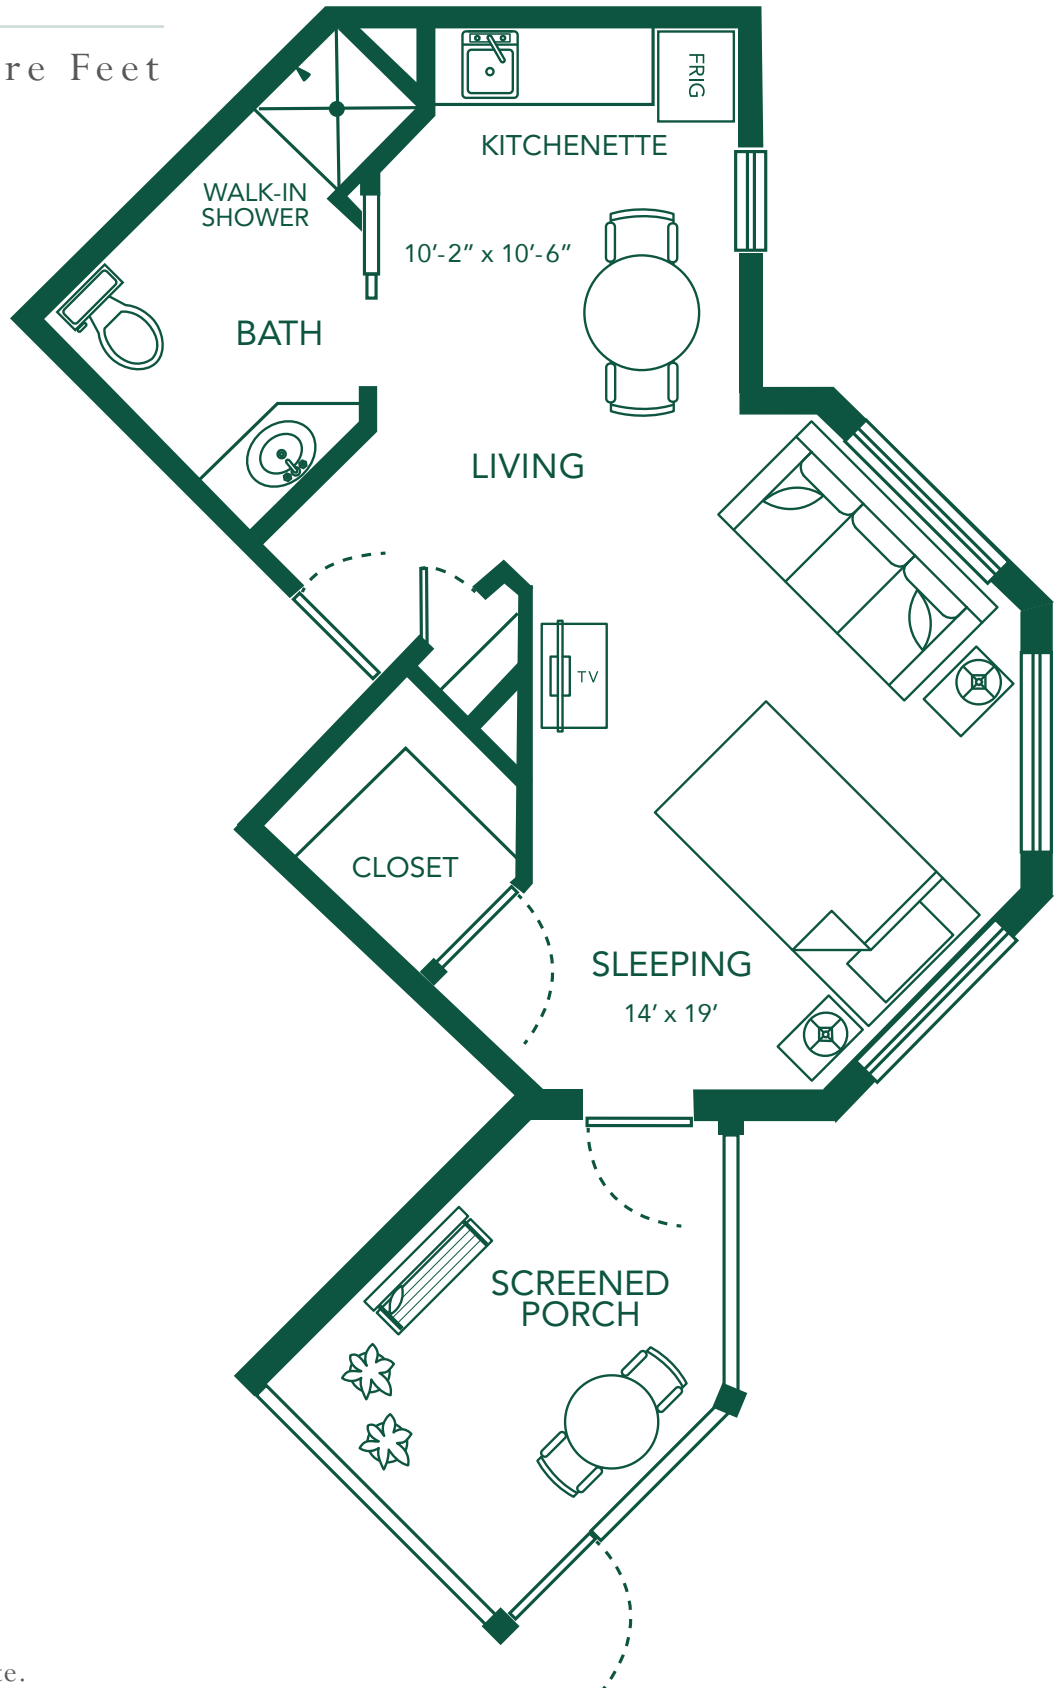 re Feet
FRIG
KITCHENETTE
WALK-IN
SHOWER
10'-2" x 10'-6"
BATH
LIVING
TV
CLOSET
SLEEPING
14' x 19'
SCREENED
PORCH
te.